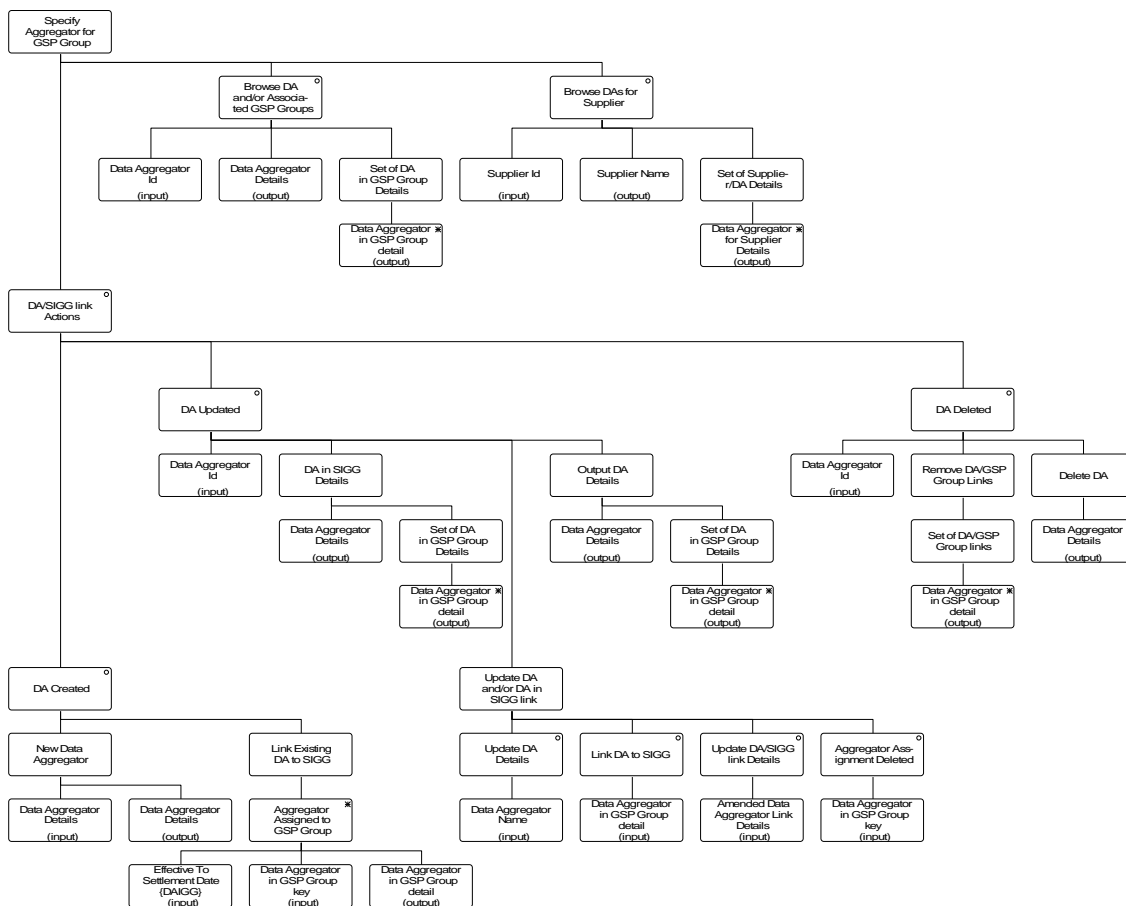 Specify
Aggregator for
GSP Group
Browse DA
and/or Associa-
ted GSP Groups
Browse DAs for
Supplier
Data Aggregator
Id
(input)
Data Aggregator
Details
(output)
Set of DA
in GSP Group
Details
Supplier Id
(input)
Supplier Name
(output)
Set of Supplie-
r/DA Details
Data Aggregator
in GSP Group
detail
(output)
Data Aggregator
for Supplier
Details
(output)
DA/SIGG link
Actions
DA Updated
DA Deleted
Data Aggregator
Id
(input)
DA in SIGG
Details
Output DA
Details
Data Aggregator
Id
(input)
Remove DA/GSP
Group Links
Delete DA
Data Aggregator
Details
(output)
Set of DA
in GSP Group
Details
Data Aggregator
Details
(output)
Set of DA
in GSP Group
Details
Set of DA/GSP
Group links
Data Aggregator
Details
(output)
Data Aggregator
in GSP Group
detail
(output)
Data Aggregator
in GSP Group
detail
(output)
Data Aggregator
in GSP Group
detail
(output)
DA Created
Update DA
and/or DA in
SIGG link
New Data
Aggregator
Link Existing
DA to SIGG
Update DA
Details
Link DA to SIGG
Update DA/SIGG
link Details
Aggregator Ass-
ignment Deleted
Data Aggregator
Details
(input)
Data Aggregator
Details
(output)
Aggregator
Assigned to
GSP Group
Data Aggregator
Name
(input)
Data Aggregator
in GSP Group
detail
(input)
Amended Data
Aggregator Link
Details
(input)
Data Aggregator
in GSP Group
key
(input)
Effective To
Settlement Date
{DAIGG}
(input)
Data Aggregator
in GSP Group
key
(input)
Data Aggregator
in GSP Group
detail
(output)